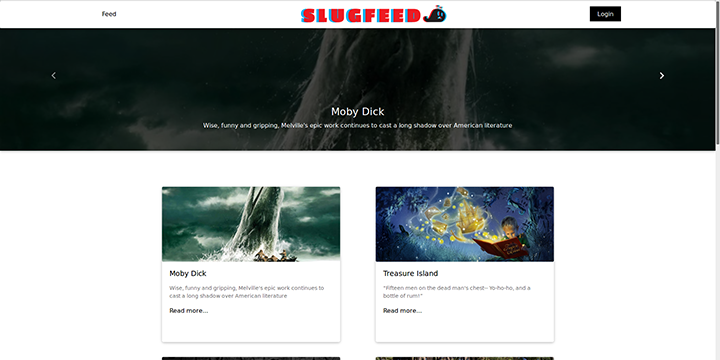 Feed
SLUGFEED
Login
Moby Dick
Wise, funny and gripping, Melville's epic work continues to cast a long shadow over American literature
Moby Dick
Wise, funny and gripping, Melville's epic work continues to
cast a long shadow over American literature
Read more...
Treasure Island
"Fifteen men on the dead man's chest-- Yo-ho-ho, and a
bottle of rum!"
Read more...